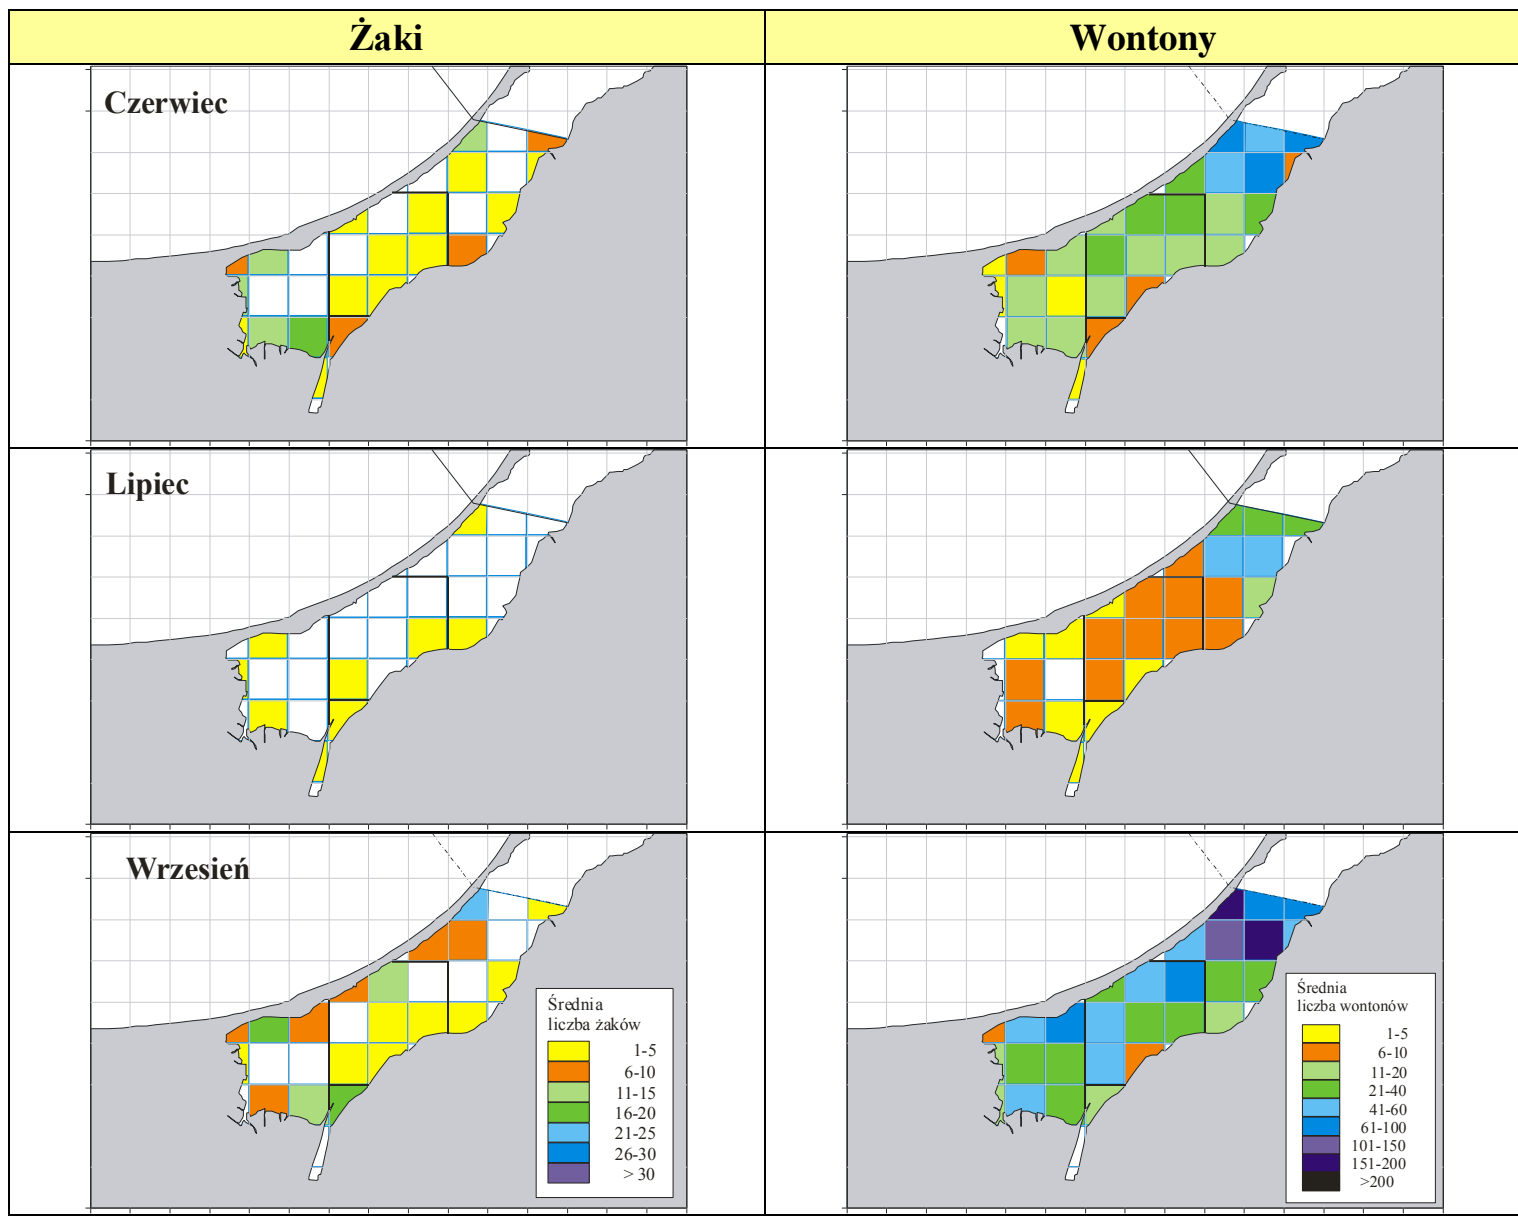 Żaki
Wontony
Czerwiec
Lipiec
Wrzesień
Średnia
liczba żaków
1-5
6-10
11-15
16-20
21-25
26-30
> 30
Średnia
liczba wontonów
1-5
6-10
11-20
21-40
41-60
61-100
101-150
151-200
>200